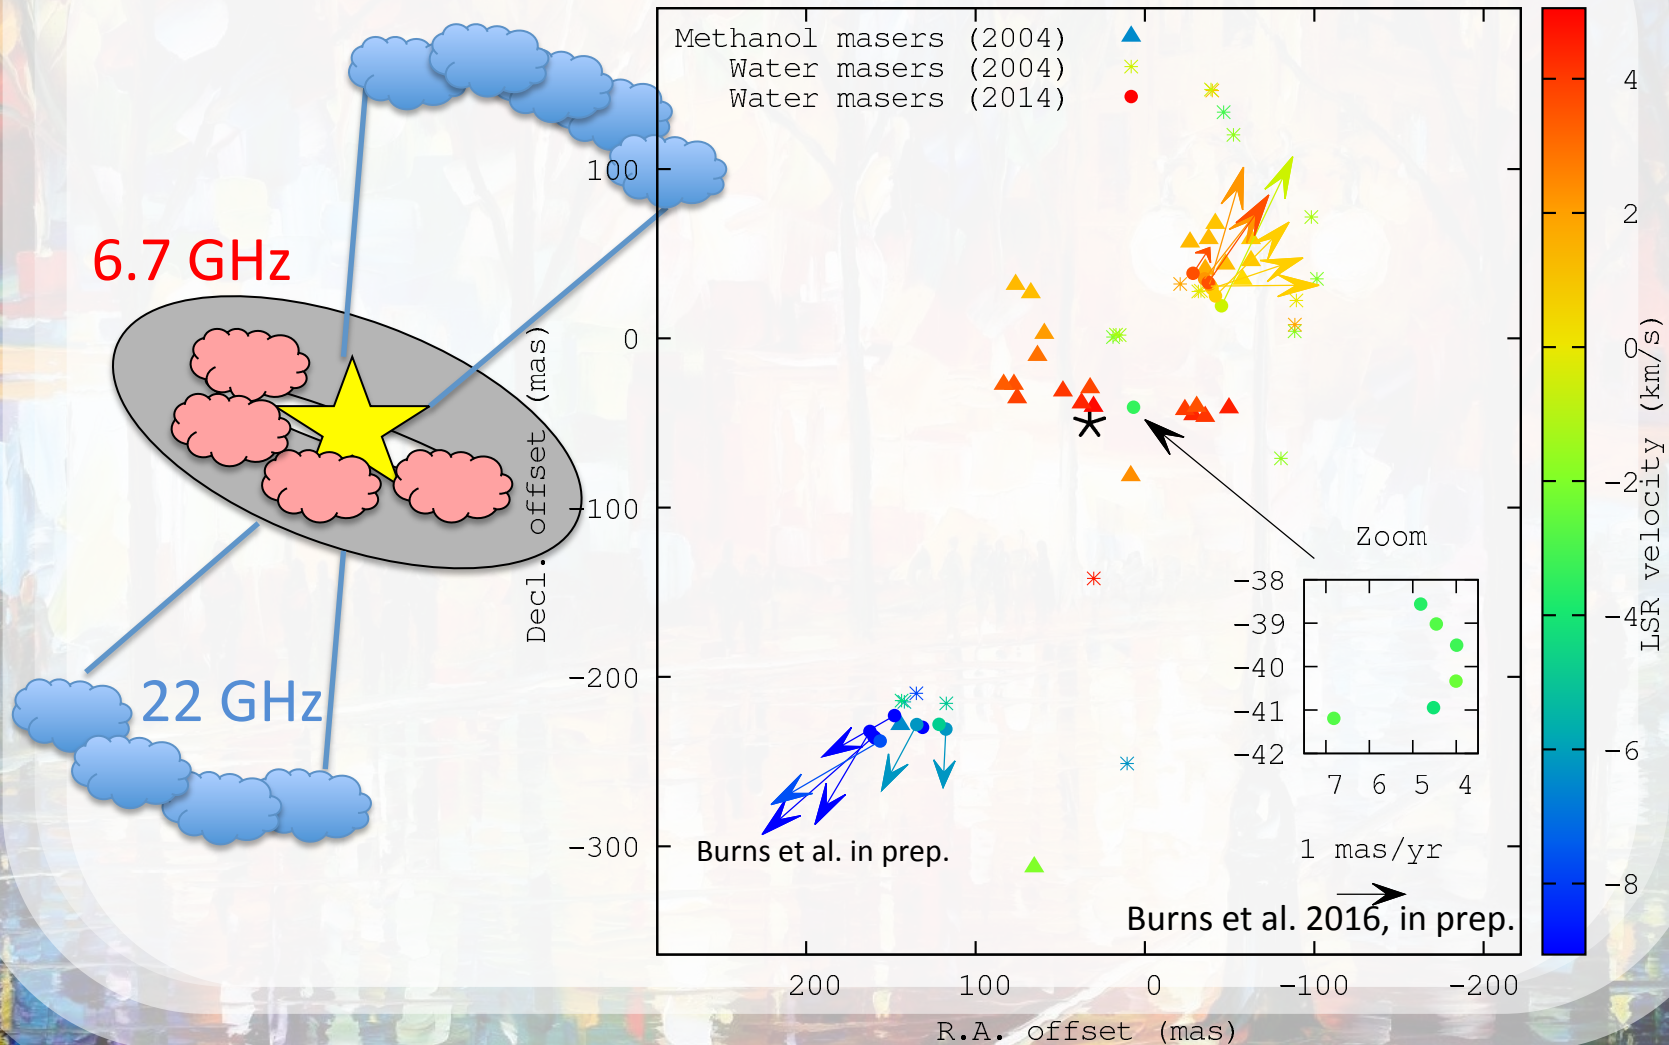 Methanol masers (2004)
Water masers (2004)
Water masers (2014)
6.7 GHz
22 GHz
Decl. offset (mas)
100
0
-100
-200
-300
Zoom
-38
-39
-40
-41
-42
7 6 5 4
1 mas/yr
Burns et al. in prep.
Burns et al. 2016, in prep.
200 100 0 -100 -200
R.A. offset (mas)
4
2
0
-2
-4
-6
-8
LSR velocity (km/s)